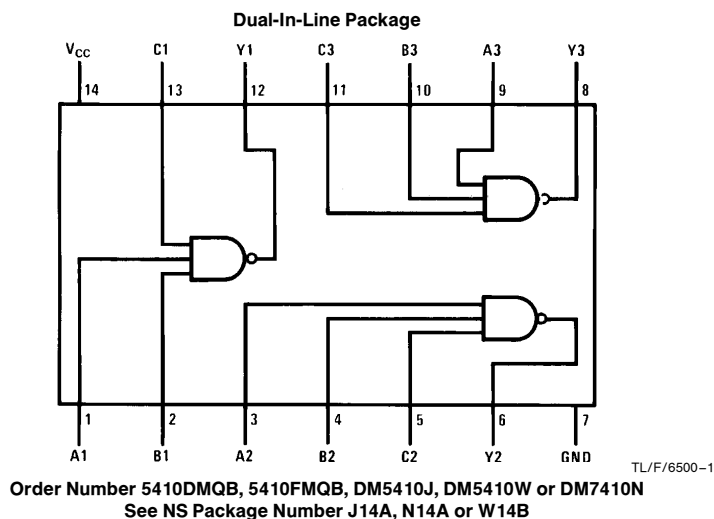 Dual-In-Line Package
VCC C1 Y1 C3 B3 A3 Y3
14 13 12 11 10 9 8
1 2 3 4 5 6 7
A1 B1 A2 B2 C2 Y2 GND
TL/F/6500–1
Order Number 5410DMQB, 5410FMQB, DM5410J, DM5410W or DM7410N
See NS Package Number J14A, N14A or W14B